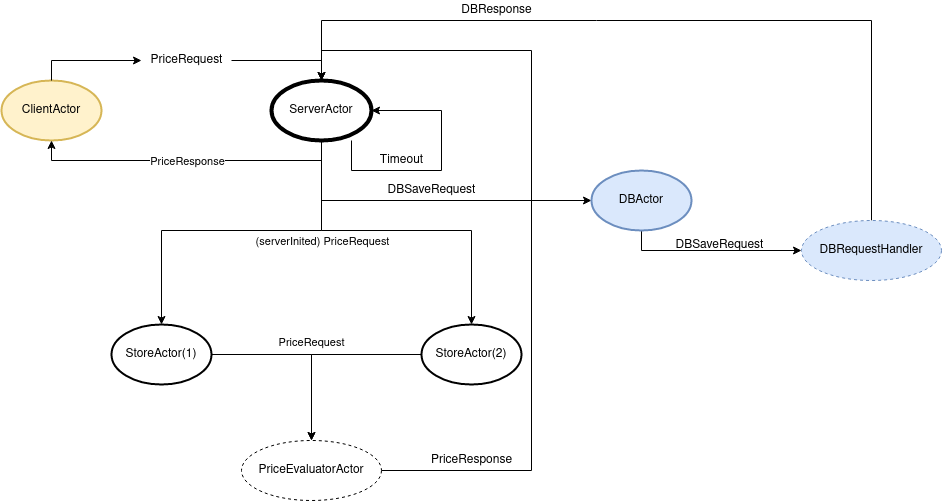 DBResponse
PriceRequest
ClientActor
ServerActor
Timeout
PriceResponse
DBSaveRequest
DBActor
DBSaveRequest
DBRequestHandler
(serverInited) PriceRequest
StoreActor(1)
PriceRequest
StoreActor(2)
PriceEvaluatorActor
PriceResponse